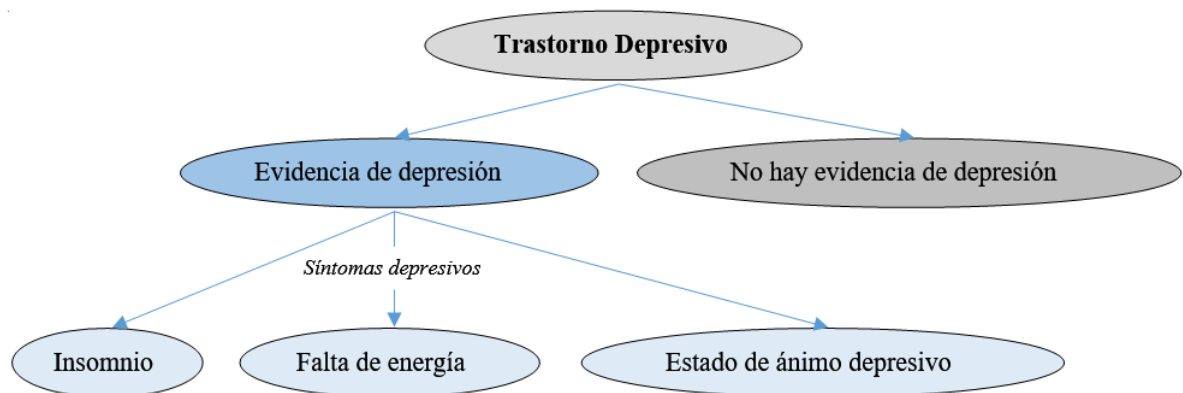 Trastorno Depresivo
Evidencia de depresión
No hay evidencia de depresión
Síntomas depresivos
Insomnio
Falta de energía
Estado de ánimo depresivo